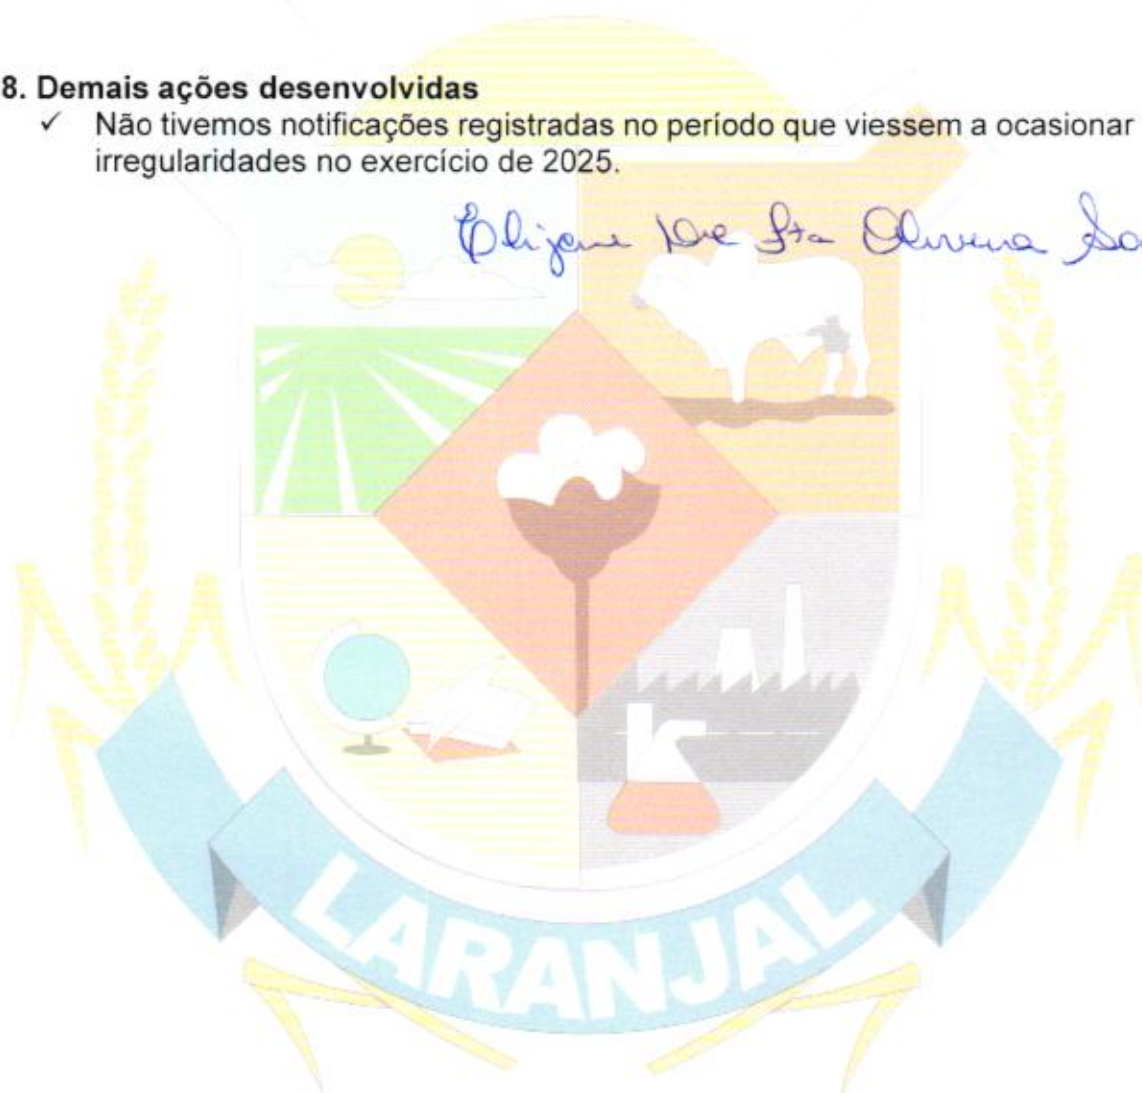 8. Demais ações desenvolvidas
✓ Não tivemos notificações registradas no período que viessem a ocasionar
irregularidades no exercício de 2025.
Oliveira
LARANJAL